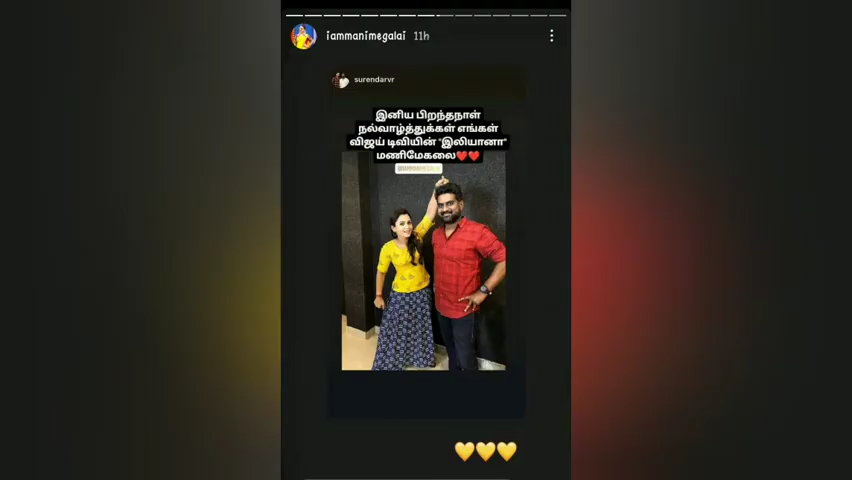 iammanimegalai 11h
surendarvr
இனிய பிறந்தநாள்
நல்வாழ்த்துக்கள் எங்கள்
விஜய் டிவியின் "இலியானா"
மணிமேகலை❤️❤️
💛💛💛